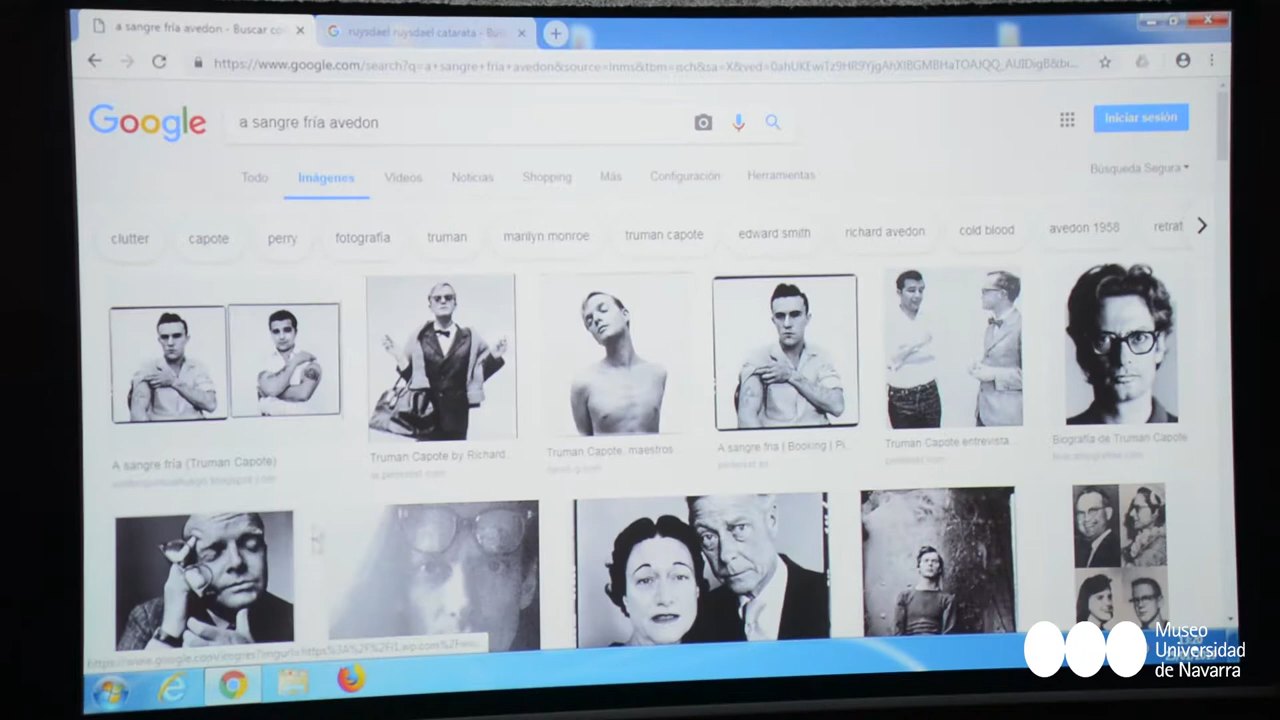 a sangre fría avedon - Buscar co
ruysdael ruysdael catarata - Bus
https://www.google.com/search?q=a+sangre+fria+avedon&source=lnms&tbm=isch&sa=X&ved=
Google
a sangre fría avedon
Iniciar sesión
Todo Imágenes Vídeos Noticias Shopping Más Configuración Herramientas
Búsqueda Segura
clutter capote perry fotografía truman marilyn monroe truman capote edward smith richard avedon cold blood avedon 1958 retrat
A sangre fría (Truman Capote)
Truman Capote by Richard...
Truman Capote, maestros
A sangre fria | Booking | Pi...
Truman Capote entrevista...
Biografía de Truman Capote
Museo
Universidad
de Navarra